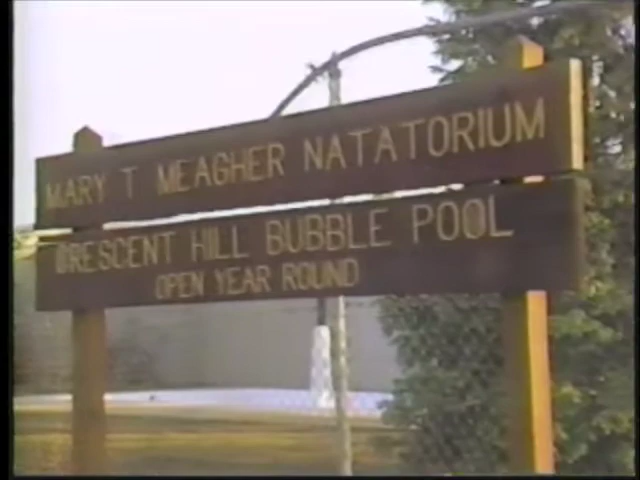 MARY T MEAGHER NATATORIUM
CRESCENT HILL BUBBLE POOL
OPEN YEAR ROUND